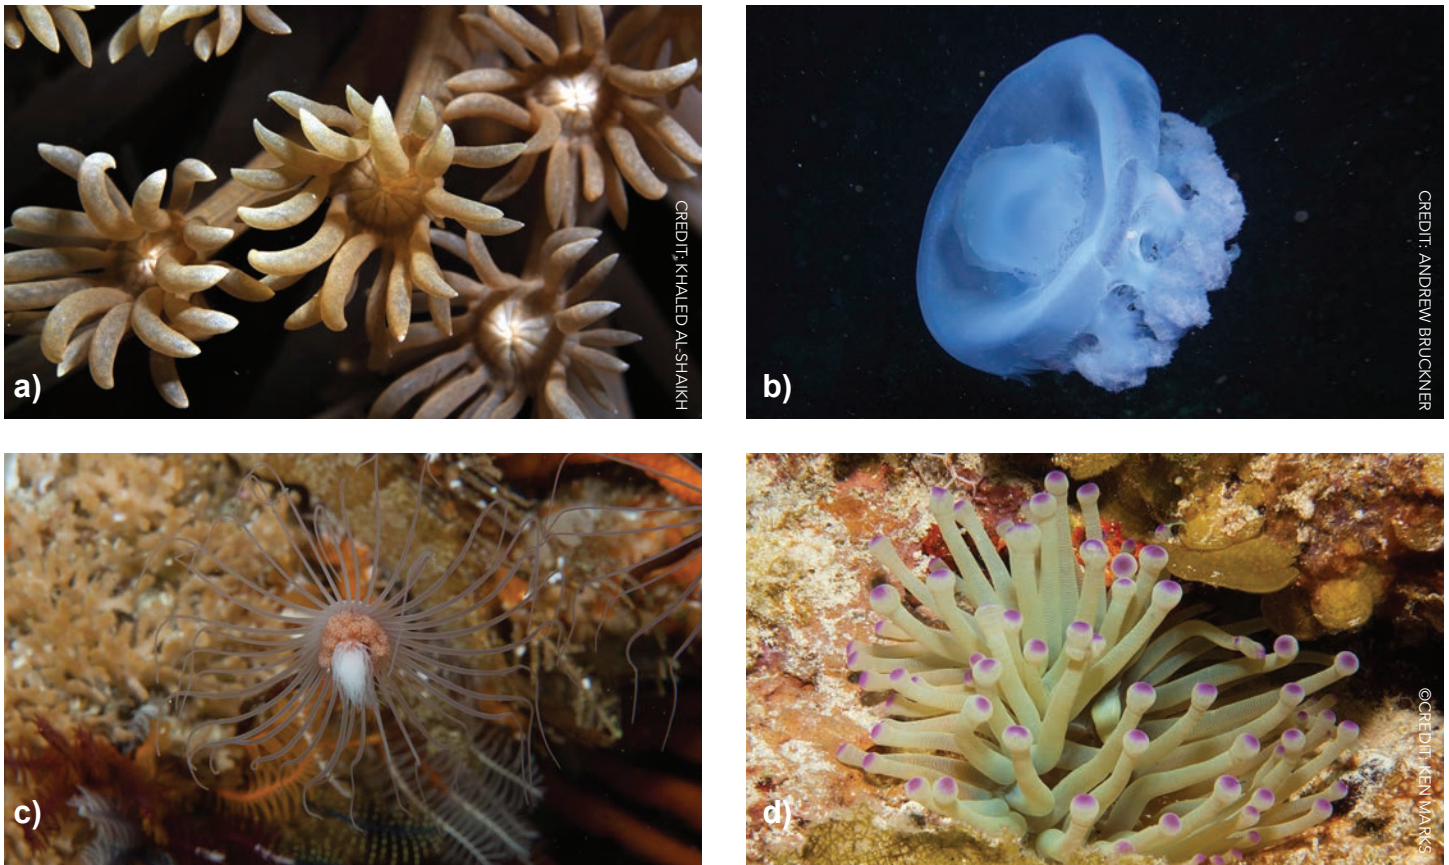 CREDIT: KHALED AL-SHAIKH
a)
CREDIT: ANDREW BRUCKNER
b)
c)
©CREDIT: KEN MARKS
d)